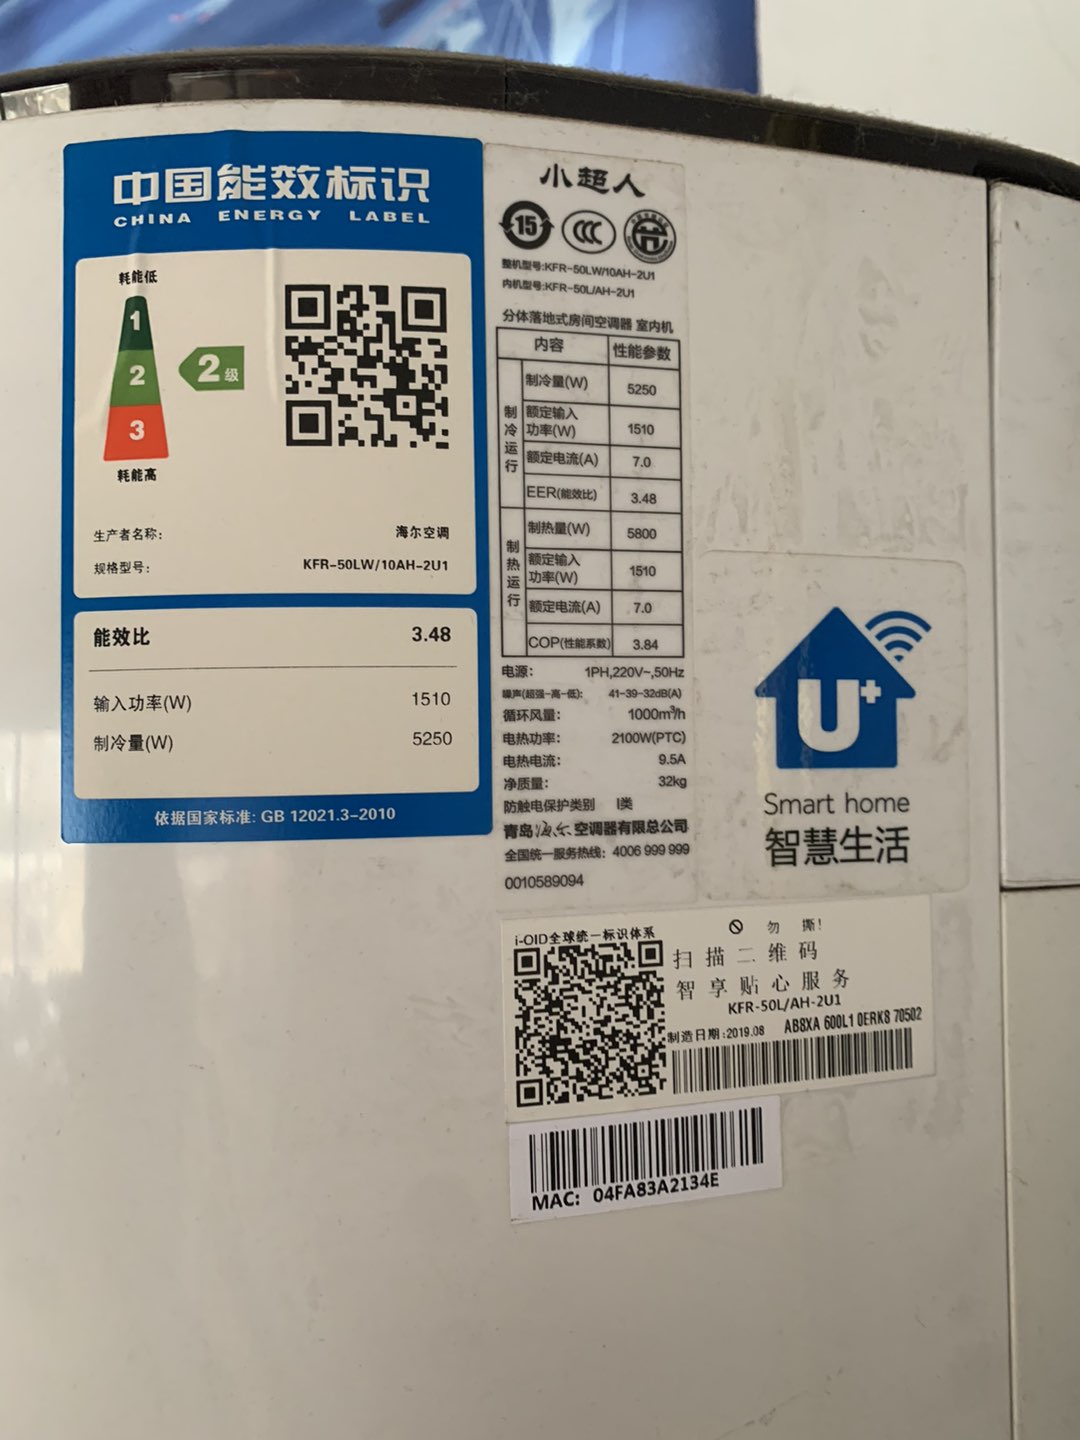 中国能效标识
CHINA ENERGY LABEL
耗能低
1
2
3
2级
耗能高
生产者名称: 海尔空调
规格型号: KFR-50LW/10AH-2U1
能效比 3.48
输入功率(W) 1510
制冷量(W) 5250
依据国家标准: GB 12021.3-2010
小超人
15
CCC
整机型号:KFR-50LW/10AH-2U1
内机型号:KFR-50L/AH-2U1
分体落地式房间空调器 室内机
内容 性能参数
制冷运行
制冷量(W) 5250
额定输入功率(W) 1510
额定电流(A) 7.0
EER(能效比) 3.48
制热运行
制热量(W) 5800
额定输入功率(W) 1510
额定电流(A) 7.0
COP(性能系数) 3.84
电源: 1PH,220V~,50Hz
噪声(超强-高-低): 41-39-32dB(A)
循环风量: 1000m³/h
电热功率: 2100W(PTC)
电热电流: 9.5A
净质量: 32kg
防触电保护类别 I类
青岛海尔空调器有限总公司
全国统一服务热线: 4006 999 999
0010589094
U+
Smart home
智慧生活
i-OID全球统一标识体系
勿 撕!
扫描二维码
智享贴心服务
KFR-50L/AH-2U1
制造日期:2019.08 AB8XA 600L1 0ERK8 70502
MAC: 04FA83A2134E